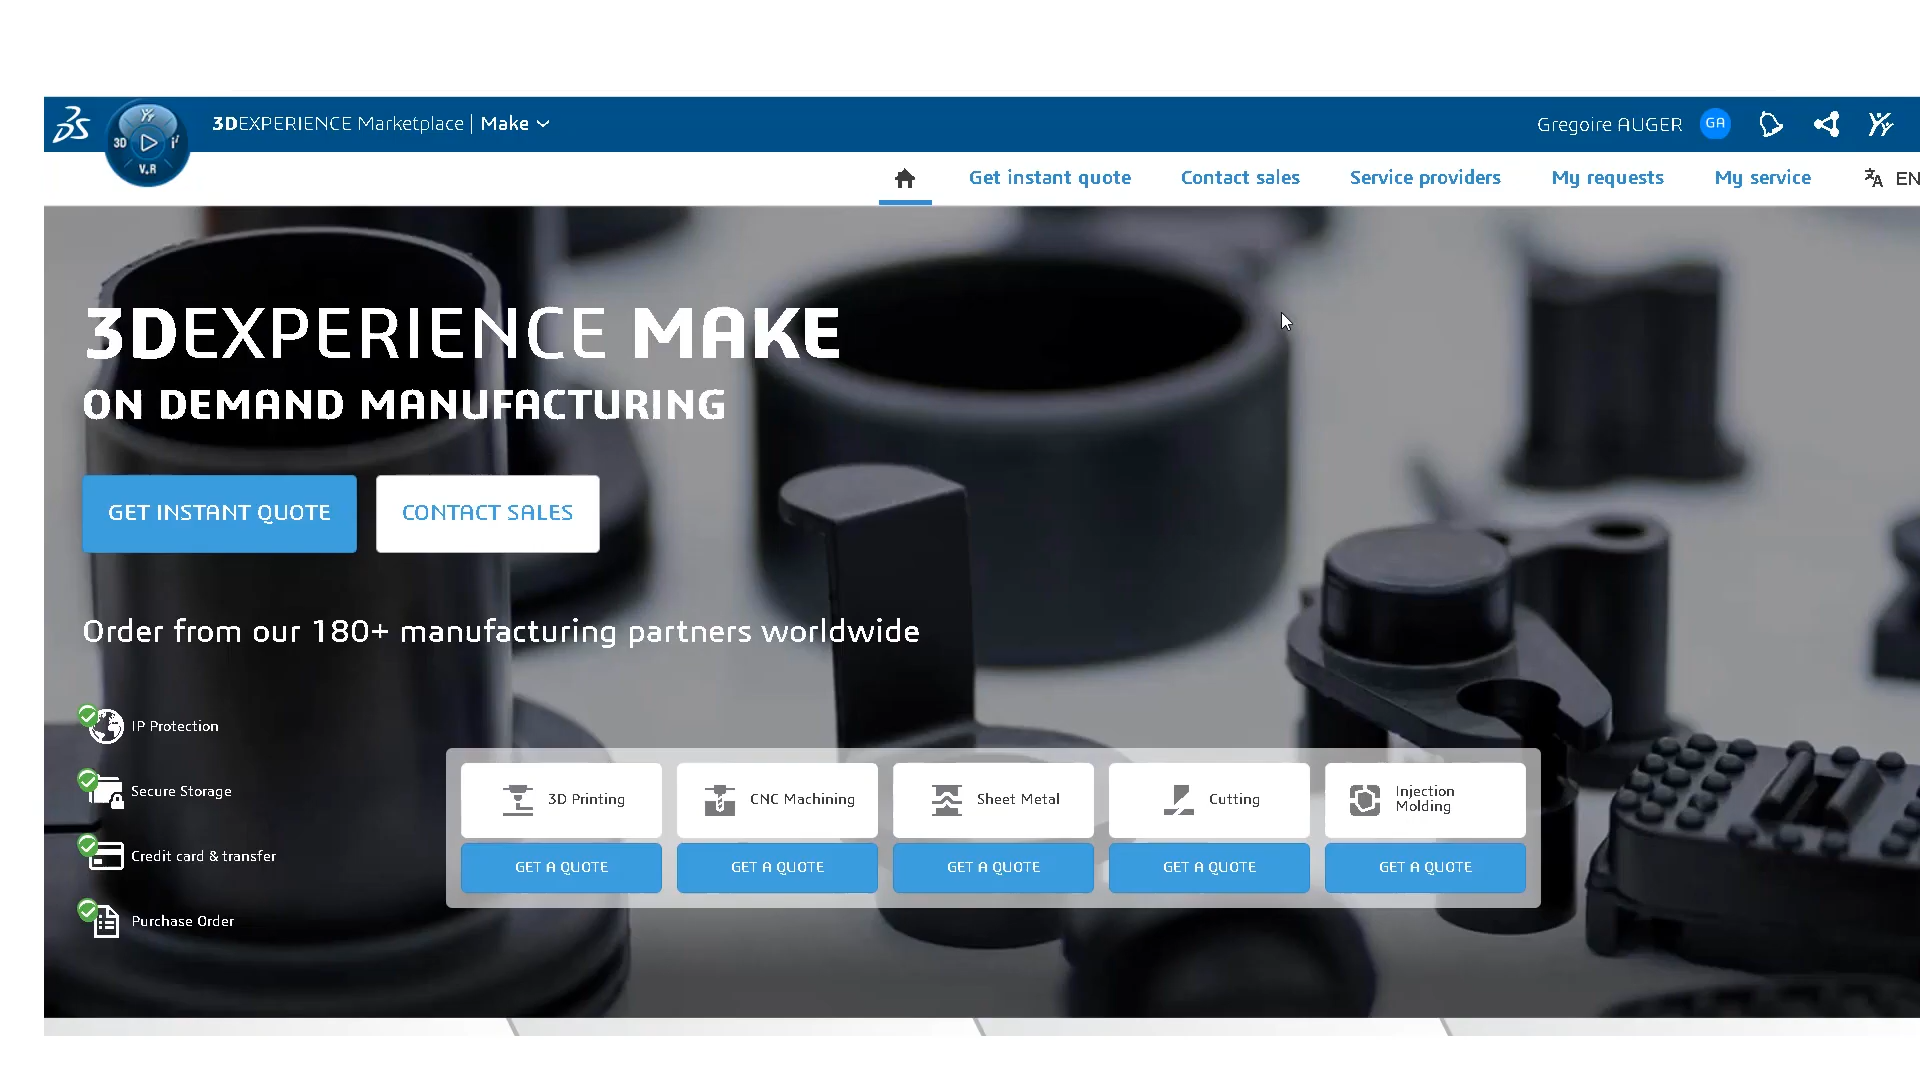 3DEXPERIENCE Marketplace | Make
Gregoire AUGER GA
3D V.R
Get instant quote Contact sales Service providers My requests My service EN
3DEXPERIENCE MAKE
ON DEMAND MANUFACTURING
GET INSTANT QUOTE CONTACT SALES
Order from our 180+ manufacturing partners worldwide
IP Protection
Secure Storage
Credit card & transfer
Purchase Order
3D Printing CNC Machining Sheet Metal Cutting Injection
Molding
GET A QUOTE GET A QUOTE GET A QUOTE GET A QUOTE GET A QUOTE